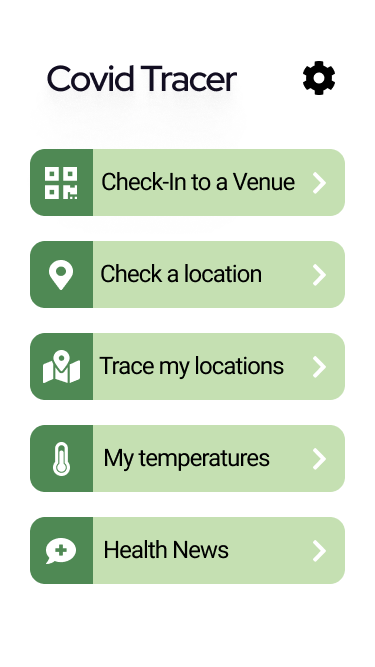 Covid Tracer
Check-In to a Venue
Check a location
Trace my locations
My temperatures
Health News